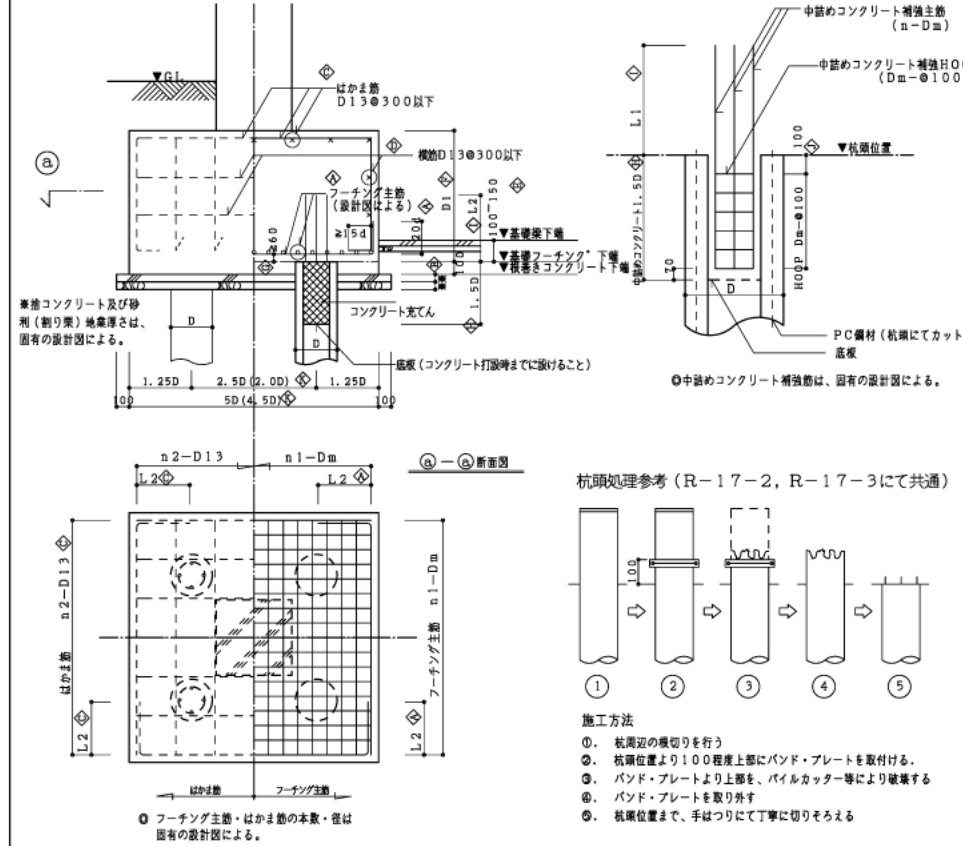 ▼GL
C
はかま筋
D13@300以下
D
横筋D13@300以下
a
A
フーチング主筋
(設計図による)
≧15d
20d
≧60
D1
L2
100~150
▼基礎梁下端
▼基礎フーチング下端
▼根巻きコンクリート下端
100
1.5D
※捨コンクリート及び砂
利(割り栗)地業厚さは、
固有の設計図による。
D
D
コンクリート充てん
底板(コンクリート打設時までに設けること)
1.25D
2.5D(2.0D)
K
1.25D
100
5D(4.5D)
K
100
中詰めコンクリート補強主筋
(n-Dm)
中詰めコンクリート補強HO
(Dm-@100
L1
100
▼杭頭位置
中詰めコンクリート1.5D
HOOP Dm-@100
70
D
PC鋼材(杭頭にてカット
底板
◎中詰めコンクリート補強筋は、固有の設計図による。
n2-D13
n1-Dm
a-a断面図
L2
C
L2
A
n2-D13
はかま筋
L2
n1-Dm
フーチング主筋
L2
はかま筋
フーチング主筋
◎ フーチング主筋・はかま筋の本数・径は
固有の設計図による。
杭頭処理参考(R-17-2, R-17-3にて共通)
100
① ② ③ ④ ⑤
施工方法
①. 杭周辺の根切りを行う
②. 杭頭位置より100程度上部にバンド・プレートを取付ける.
③. バンド・プレートより上部を、パイルカッター等により破壊する
④. バンド・プレートを取り外す
⑤. 杭頭位置まで、手はつりにて丁寧に切りそろえる